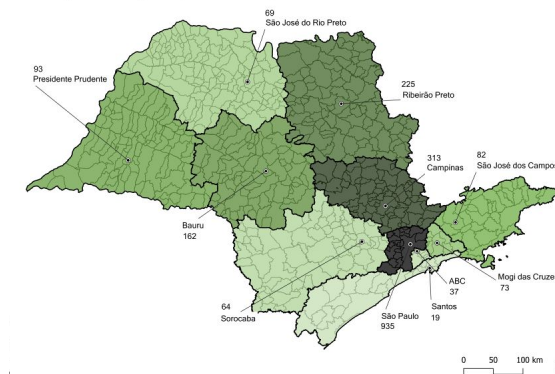 69
São José do Rio Preto
93
Presidente Prudente
225
Ribeirão Preto
313
Campinas
82
São José dos Campos
Bauru
162
64
Sorocaba
São Paulo
935
Santos
19
ABC
37
Mogi das Cruzes
73
0 50 100 km